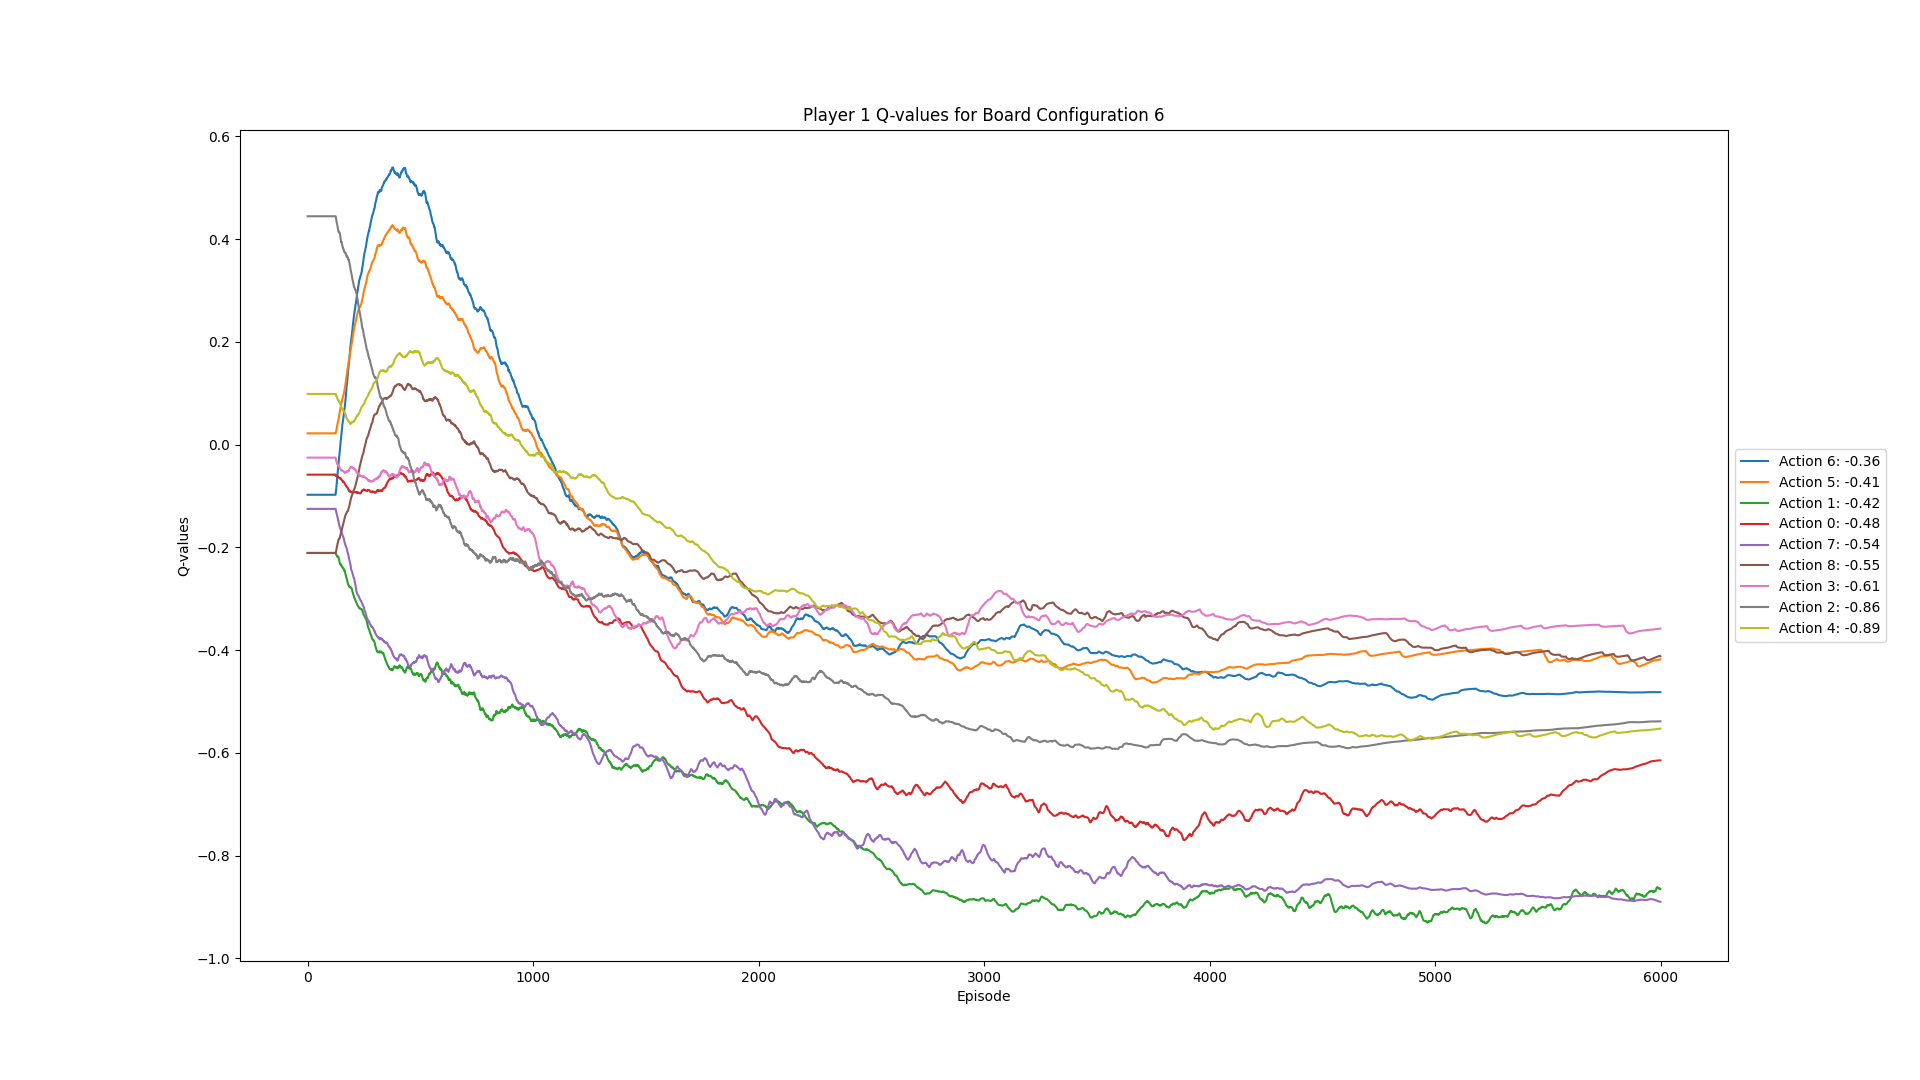 Player 1 Q-values for Board Configuration 6
0.6
0.4
0.2
0.0
−0.2
−0.4
−0.6
−0.8
−1.0
Q-values
0 1000 2000 3000 4000 5000 6000
Episode
Action 6: -0.36
Action 5: -0.41
Action 1: -0.42
Action 0: -0.48
Action 7: -0.54
Action 8: -0.55
Action 3: -0.61
Action 2: -0.86
Action 4: -0.89